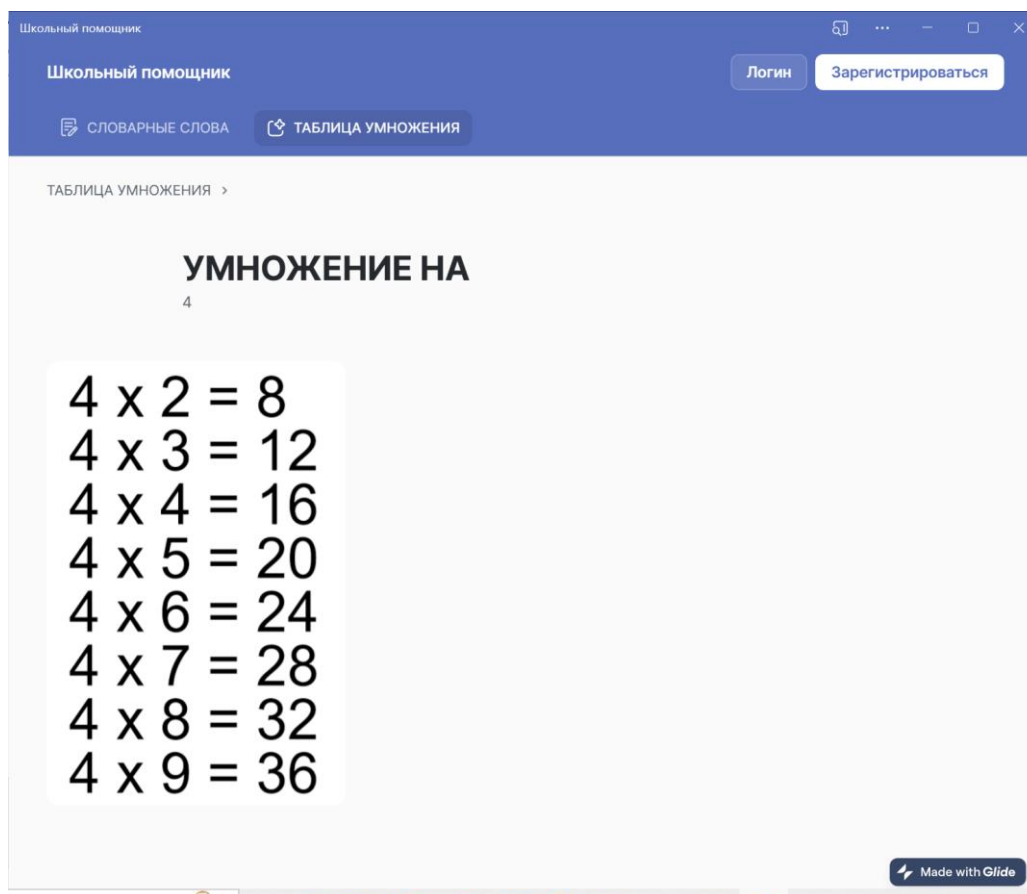 Школьный помощник
Школьный помощник
Логин
Зарегистрироваться
СЛОВАРНЫЕ СЛОВА
ТАБЛИЦА УМНОЖЕНИЯ
ТАБЛИЦА УМНОЖЕНИЯ >
УМНОЖЕНИЕ НА
4
4 x 2 = 8
4 x 3 = 12
4 x 4 = 16
4 x 5 = 20
4 x 6 = 24
4 x 7 = 28
4 x 8 = 32
4 x 9 = 36
Made with Glide